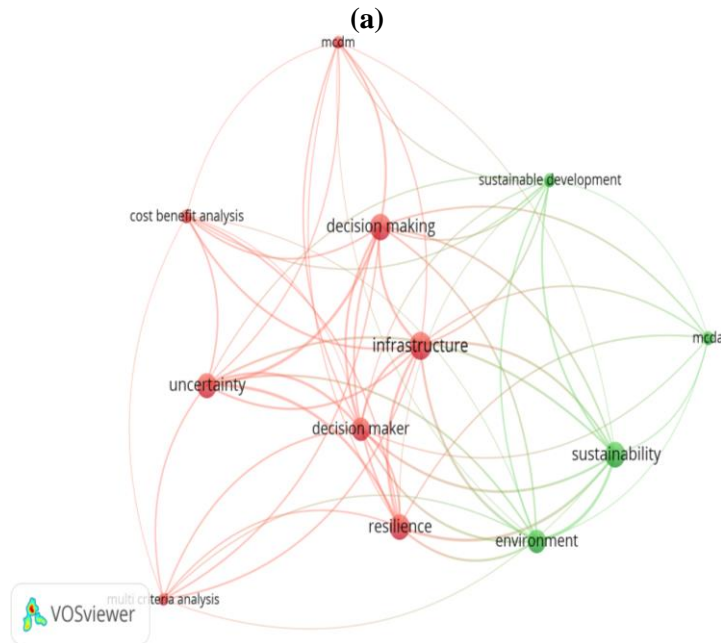 (a)
mcdm
sustainable development
cost benefit analysis
decision making
mcda
infrastructure
uncertainty
decision maker
sustainability
resilience
environment
multi criteria analysis
VOSviewer